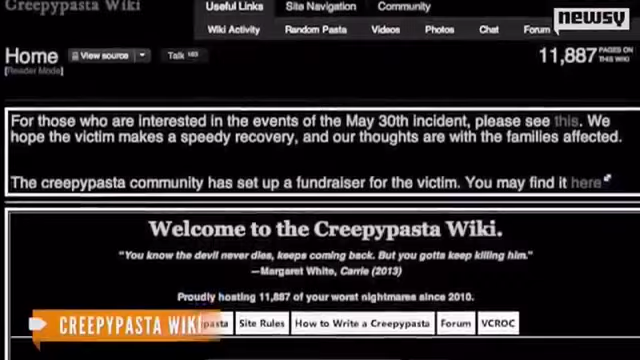 Creepypasta Wiki
Useful Links Site Navigation Community
Wiki Activity Random Pasta Videos Photos Chat Forum
newsy
Home View source Talk 163
[Reader Mode]
11,887 PAGES ON THIS WIKI
For those who are interested in the events of the May 30th incident, please see this. We
hope the victim makes a speedy recovery, and our thoughts are with the families affected.
The creepypasta community has set up a fundraiser for the victim. You may find it here
Welcome to the Creepypasta Wiki.
"You know the devil never dies, keeps coming back. But you gotta keep killing him."
—Margaret White, Carrie (2013)
Proudly hosting 11,887 of your worst nightmares since 2010.
CREEPYPASTA WIKI pasta Site Rules How to Write a Creepypasta Forum VCROC